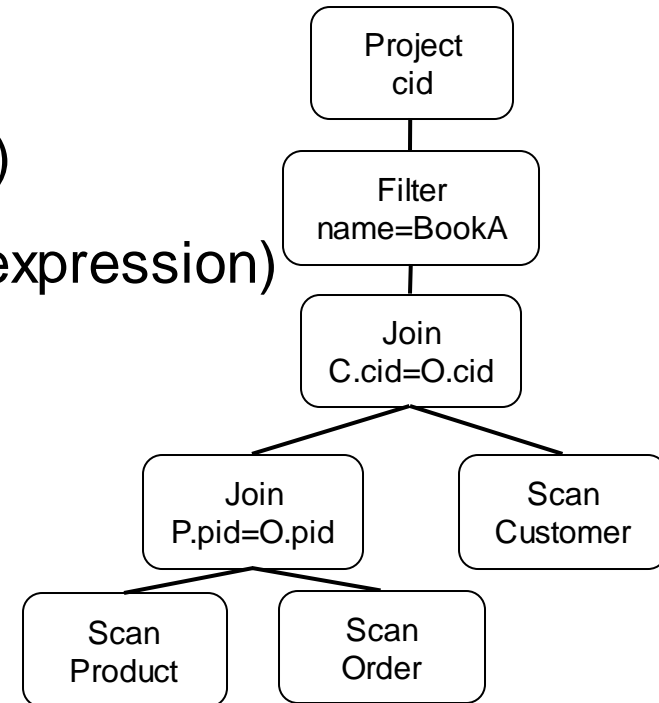 Project
cid
)
Filter
name=BookA
expression)
Join
C.cid=O.cid
Join
P.pid=O.pid
Scan
Customer
Scan
Product
Scan
Order